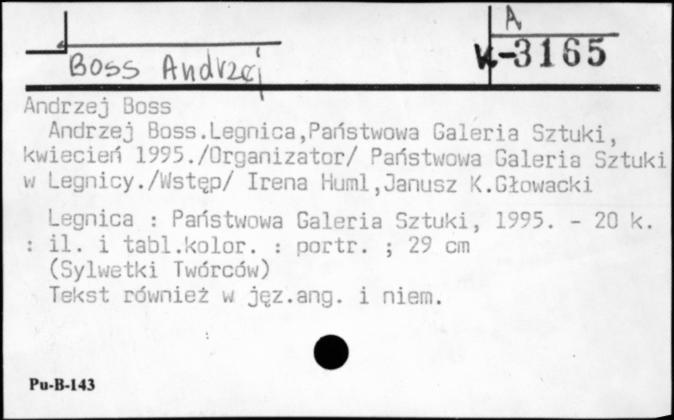 A
Boss Andrzej
K-3165
Andrzej Boss
Andrzej Boss.Legnica,Państwowa Galeria Sztuki,
kwiecień 1995./Organizator/ Państwowa Galeria Sztuki
w Legnicy./Wstęp/ Irena Huml,Janusz K.Głowacki
Legnica : Państwowa Galeria Sztuki, 1995. - 20 k.
: il. i tabl.kolor. : portr. ; 29 cm
(Sylwetki Twórców)
Tekst również w jęz.ang. i niem.
Pu-B-143